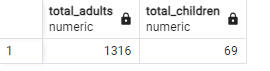 total_adults total_children
numeric numeric
1 1316 69